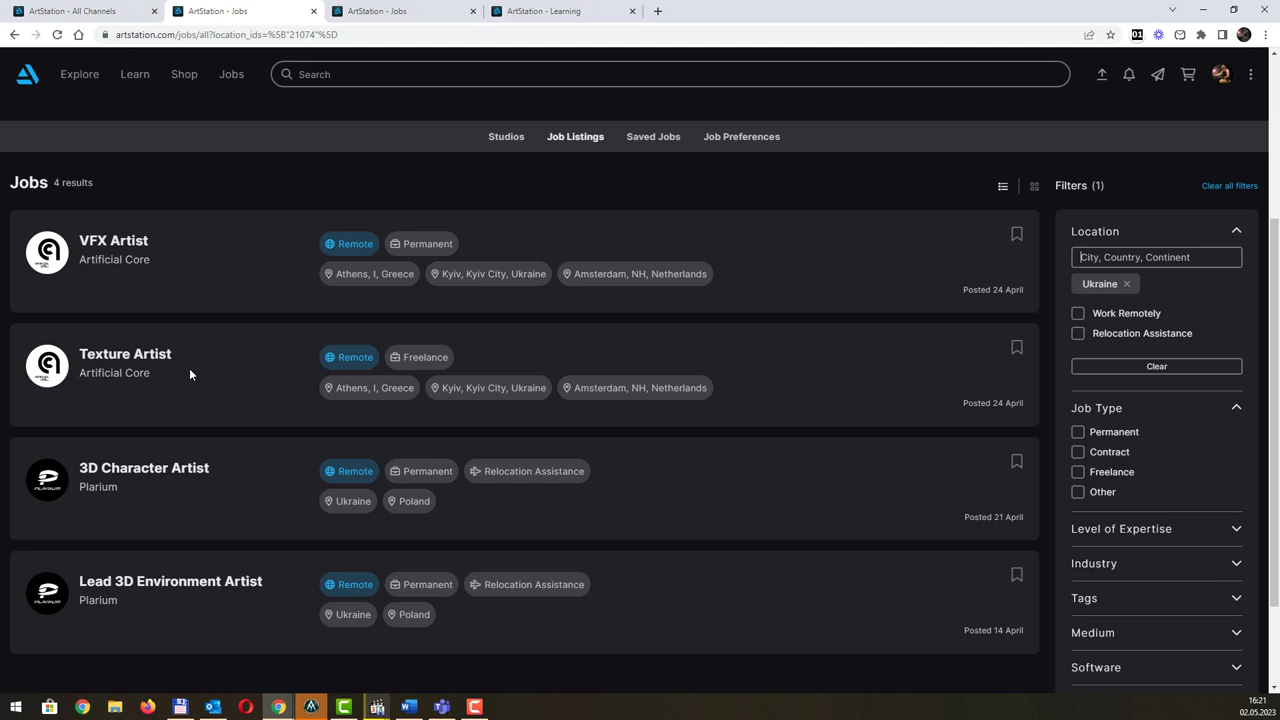 ArtStation - All Channels
ArtStation - Jobs
ArtStation - Jobs
ArtStation - Learning
artstation.com/jobs/all?location_ids=%5B"21074"%5D
01
Explore
Learn
Shop
Jobs
Search
Studios
Job Listings
Saved Jobs
Job Preferences
Jobs 4 results
Filters (1)
Clear all filters
VFX Artist
Artificial Core
Remote
Permanent
Athens, I, Greece
Kyiv, Kyiv City, Ukraine
Amsterdam, NH, Netherlands
Posted 24 April
Texture Artist
Artificial Core
Remote
Freelance
Athens, I, Greece
Kyiv, Kyiv City, Ukraine
Amsterdam, NH, Netherlands
Posted 24 April
3D Character Artist
Plarium
PLARIUM
Remote
Permanent
Relocation Assistance
Ukraine
Poland
Posted 21 April
Lead 3D Environment Artist
Plarium
PLARIUM
Remote
Permanent
Relocation Assistance
Ukraine
Poland
Posted 14 April
Location
City, Country, Continent
Ukraine
Work Remotely
Relocation Assistance
Clear
Job Type
Permanent
Contract
Freelance
Other
Level of Expertise
Industry
Tags
Medium
Software
16:21
02.05.2023